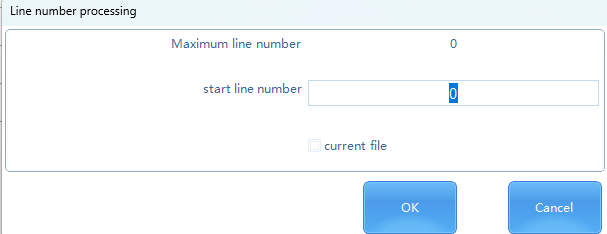 Line number processing
Maximum line number 0
start line number 0
current file
OK Cancel